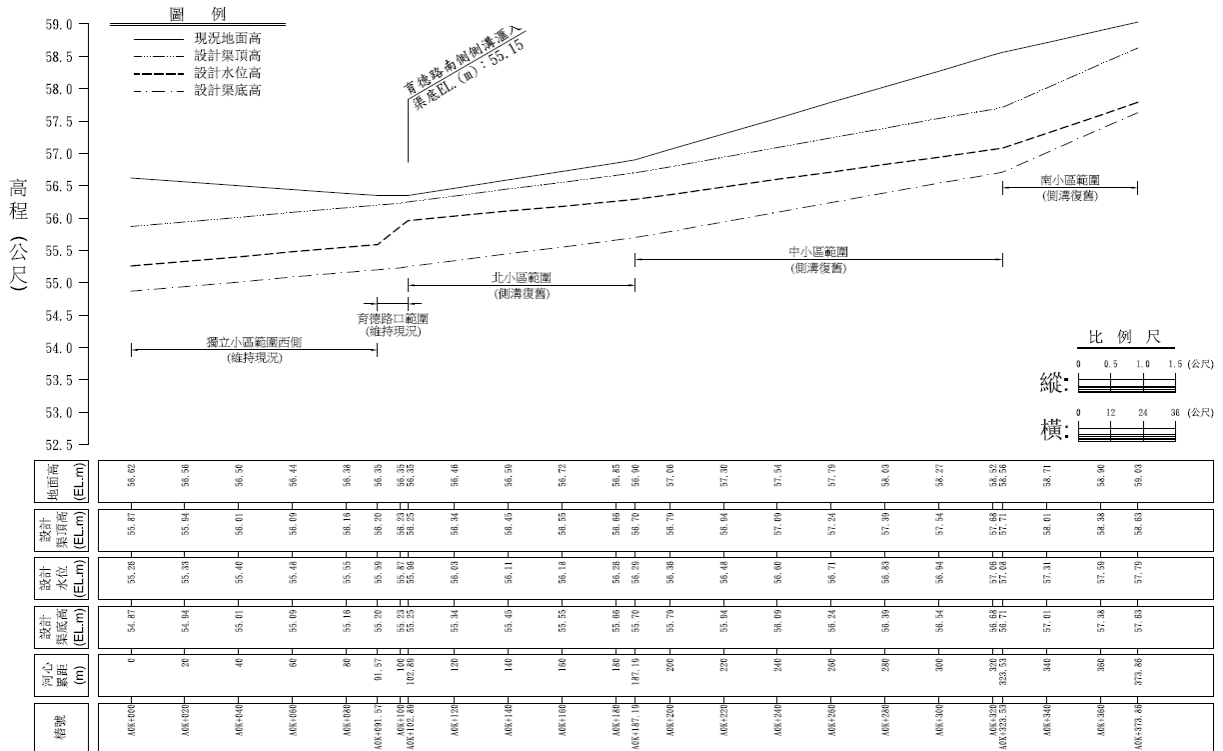 圖 例
現況地面高
設計渠頂高
設計水位高
設計渠底高
育德路南側側溝滙入
渠底EL.(m)：55.15
高程(公尺)
59.0
58.5
58.0
57.5
57.0
56.5
56.0
55.5
55.0
54.5
54.0
53.5
53.0
52.5
南小區範圍
(側溝復舊)
中小區範圍
(側溝復舊)
北小區範圍
(側溝復舊)
育德路口範圍
(維持現況)
獨立小區範圍西側
(維持現況)
比 例 尺
縱:
0 0.5 1.0 1.5 (公尺)
橫:
0 12 24 36 (公尺)
地面高 (EL.m) 56.62 56.56 56.50 56.44 56.38 56.35 56.35 56.35 56.46 56.59 56.72 56.85 56.90 57.06 57.30 57.54 57.79 58.03 58.27 58.52 58.56 58.71 58.90 59.03
設計渠頂高 (EL.m) 55.87 55.94 56.01 56.09 56.16 56.20 56.23 56.25 56.34 56.45 56.55 56.66 56.70 56.79 56.94 57.09 57.24 57.39 57.54 57.68 57.71 58.01 58.38 58.63
設計水位 (EL.m) 55.26 55.33 55.40 55.48 55.55 55.59 55.87 55.96 56.03 56.11 56.18 56.26 56.29 56.36 56.48 56.60 56.71 56.83 56.94 57.06 57.08 57.31 57.59 57.79
設計渠底高 (EL.m) 54.87 54.94 55.01 55.09 55.16 55.20 55.23 55.25 55.34 55.45 55.55 55.66 55.70 55.79 55.94 56.09 56.24 56.39 56.54 56.68 56.71 57.01 57.38 57.63
河心累距 (m) 0 20 40 60 80 91.57 100 102.89 120 140 160 180 187.19 200 220 240 260 280 300 320 323.53 340 360 373.86
樁號 A0K+000 A0K+020 A0K+040 A0K+060 A0K+080 A0K+091.57 A0K+100 A0K+102.89 A0K+120 A0K+140 A0K+160 A0K+180 A0K+187.19 A0K+200 A0K+220 A0K+240 A0K+260 A0K+280 A0K+300 A0K+320 A0K+323.53 A0K+340 A0K+360 A0K+373.86